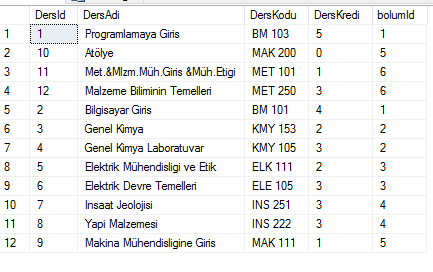 DersId DersAdi DersKodu DersKredi bolumId
1 1 Programlamaya Giris BM 103 5 1
2 10 Atölye MAK 200 0 5
3 11 Met.&Mlzm.Müh.Giris &Müh.Etigi MET 101 1 6
4 12 Malzeme Biliminin Temelleri MET 250 3 6
5 2 Bilgisayar Giris BM 101 4 1
6 3 Genel Kimya KMY 153 2 2
7 4 Genel Kimya Laboratuvar KMY 105 3 2
8 5 Elektrik Mühendisligi ve Etik ELK 111 2 3
9 6 Elektrik Devre Temelleri ELE 105 3 3
10 7 Insaat Jeolojisi INS 251 3 4
11 8 Yapi Malzemesi INS 222 3 4
12 9 Makina Mühendisligine Giris MAK 111 1 5